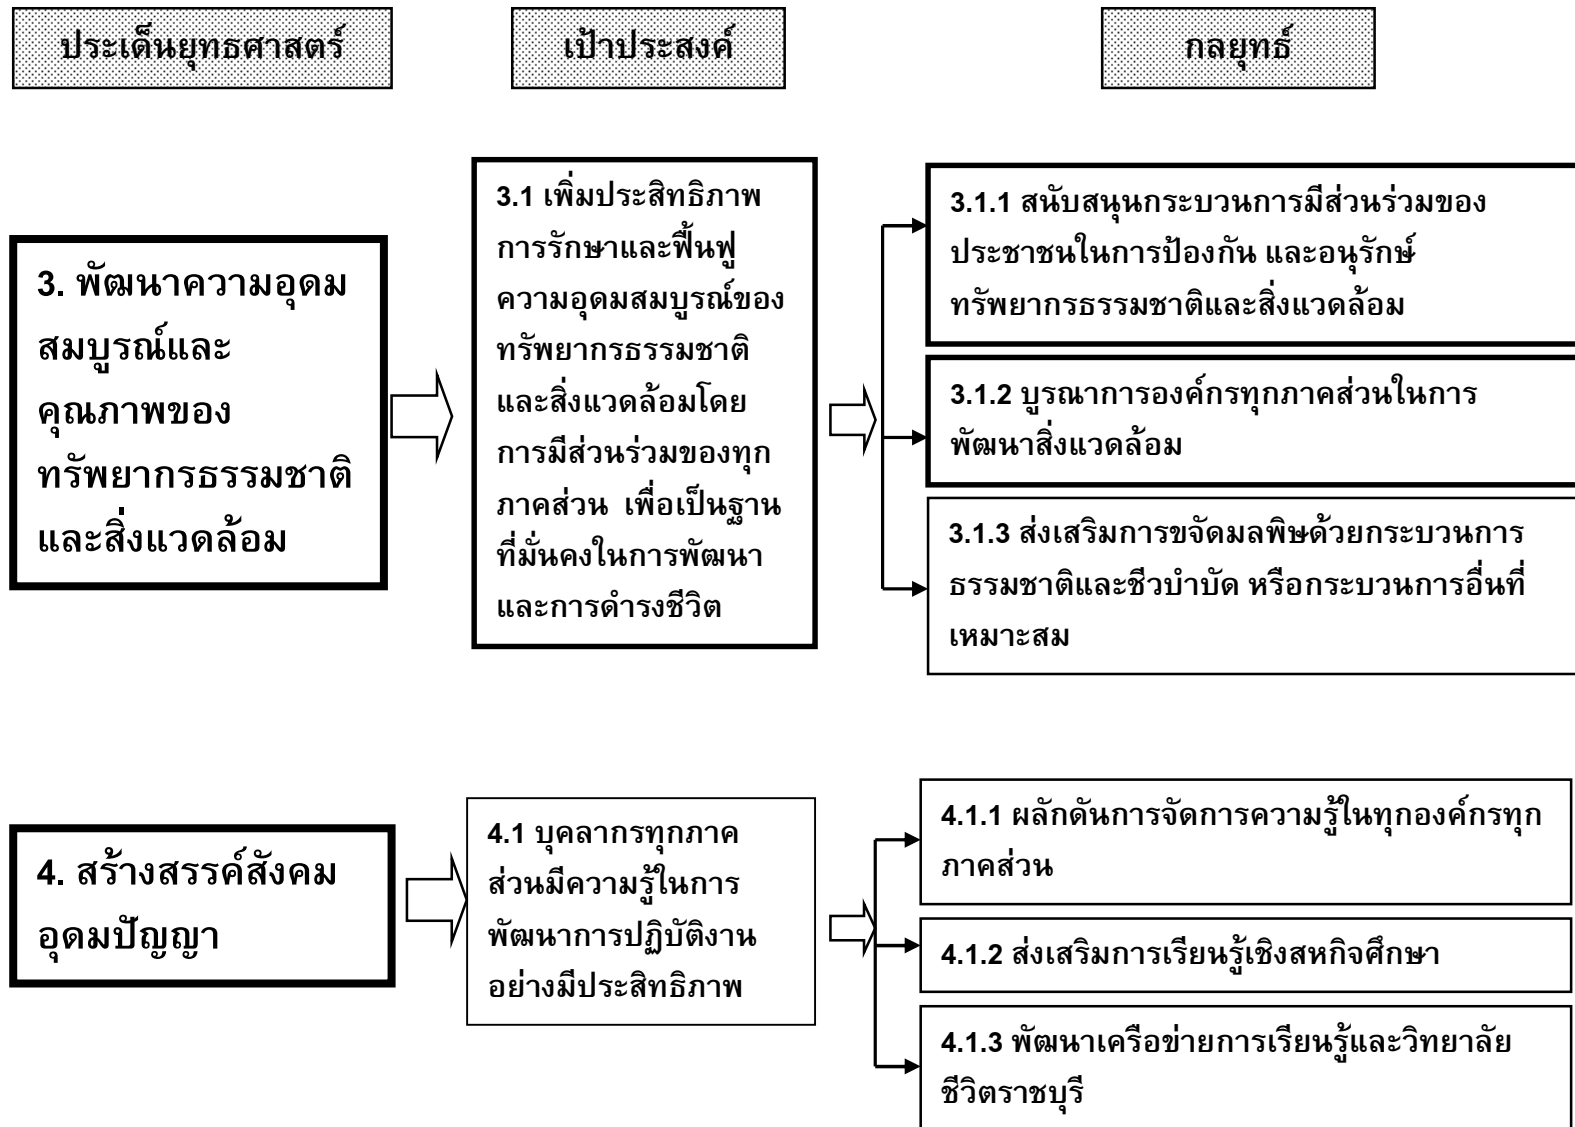 ประเด็นยุทธศาสตร์
เป้าประสงค์
กลยุทธ์
3. พัฒนาความอุดม
สมบูรณ์และ
คุณภาพของ
ทรัพยากรธรรมชาติ
และสิ่งแวดล้อม
3.1 เพิ่มประสิทธิภาพ
การรักษาและฟื้นฟู
ความอุดมสมบูรณ์ของ
ทรัพยากรธรรมชาติ
และสิ่งแวดล้อมโดย
การมีส่วนร่วมของทุก
ภาคส่วน เพื่อเป็นฐาน
ที่มั่นคงในการพัฒนา
และการดำรงชีวิต
3.1.1 สนับสนุนกระบวนการมีส่วนร่วมของ
ประชาชนในการป้องกัน และอนุรักษ์
ทรัพยากรธรรมชาติและสิ่งแวดล้อม
3.1.2 บูรณาการองค์กรทุกภาคส่วนในการ
พัฒนาสิ่งแวดล้อม
3.1.3 ส่งเสริมการขจัดมลพิษด้วยกระบวนการ
ธรรมชาติและชีวบำบัด หรือกระบวนการอื่นที่
เหมาะสม
4. สร้างสรรค์สังคม
อุดมปัญญา
4.1 บุคลากรทุกภาค
ส่วนมีความรู้ในการ
พัฒนาการปฏิบัติงาน
อย่างมีประสิทธิภาพ
4.1.1 ผลักดันการจัดการความรู้ในทุกองค์กรทุก
ภาคส่วน
4.1.2 ส่งเสริมการเรียนรู้เชิงสหกิจศึกษา
4.1.3 พัฒนาเครือข่ายการเรียนรู้และวิทยาลัย
ชีวิตราชบุรี